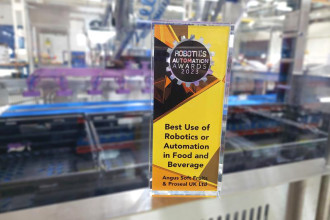 ROBOTICS
& AUTOMATION
AWARDS
2023
Best Use of
Robotics or
Automation
in Food and
Beverage
Angus Soft Fruits
& Proseal UK Ltd